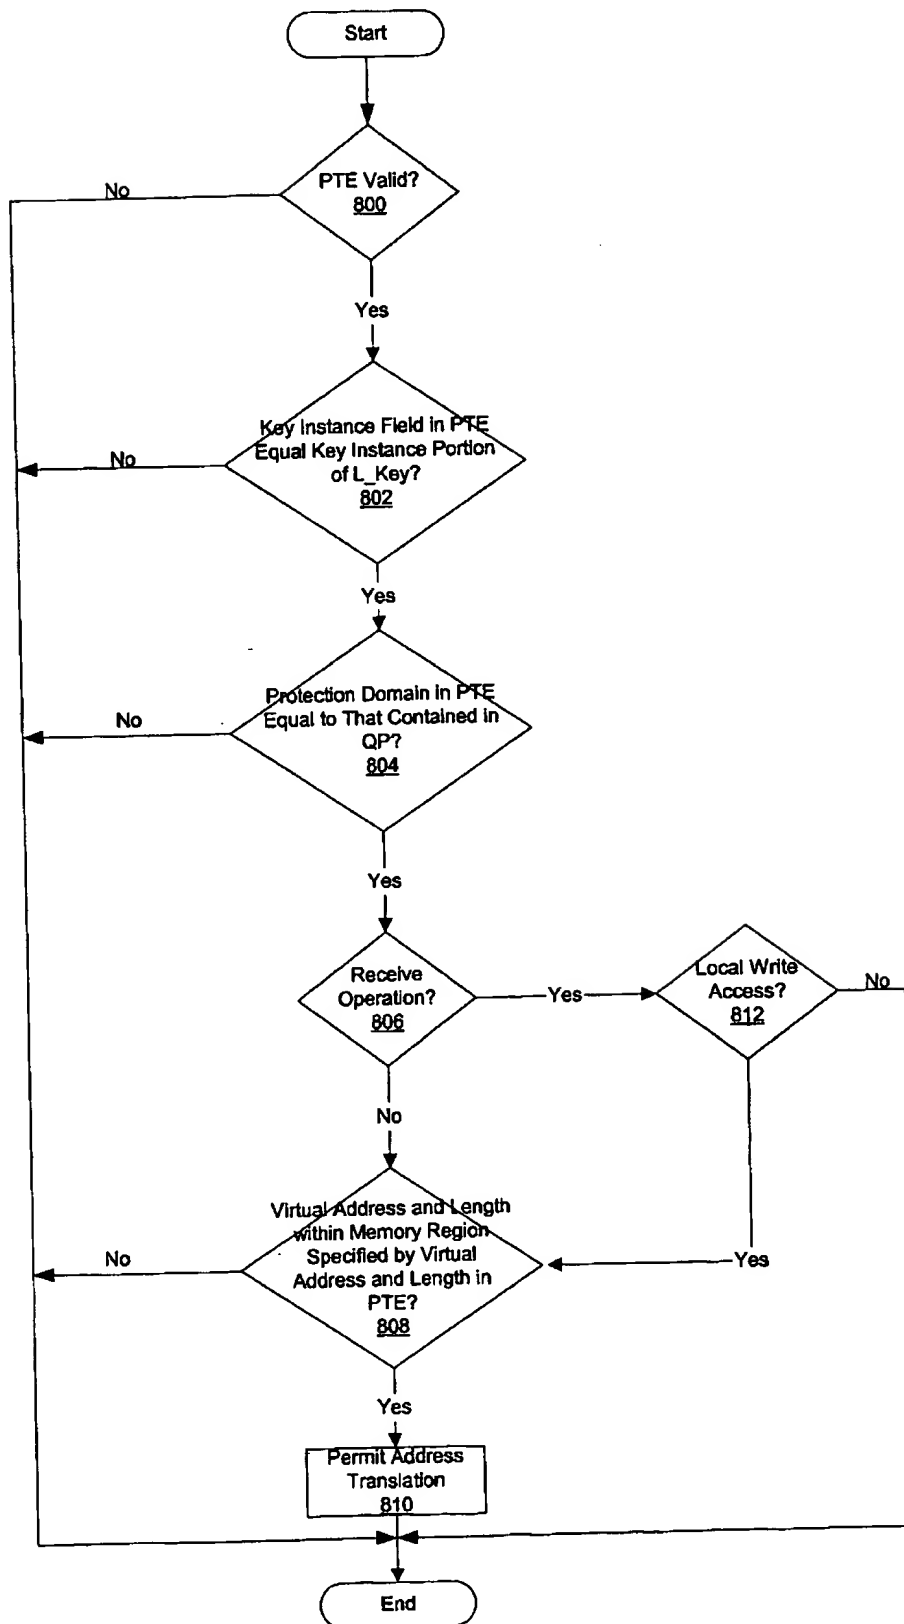 Start
PTE Valid?
800
No
Yes
Key Instance Field in PTE
Equal Key Instance Portion
of L_Key?
802
No
Yes
Protection Domain in PTE
Equal to That Contained in
QP?
804
No
Yes
Receive
Operation?
806
Yes
Local Write
Access?
812
No
No
Virtual Address and Length
within Memory Region
Specified by Virtual
Address and Length in
PTE?
808
No
Yes
Yes
Permit Address
Translation
810
End